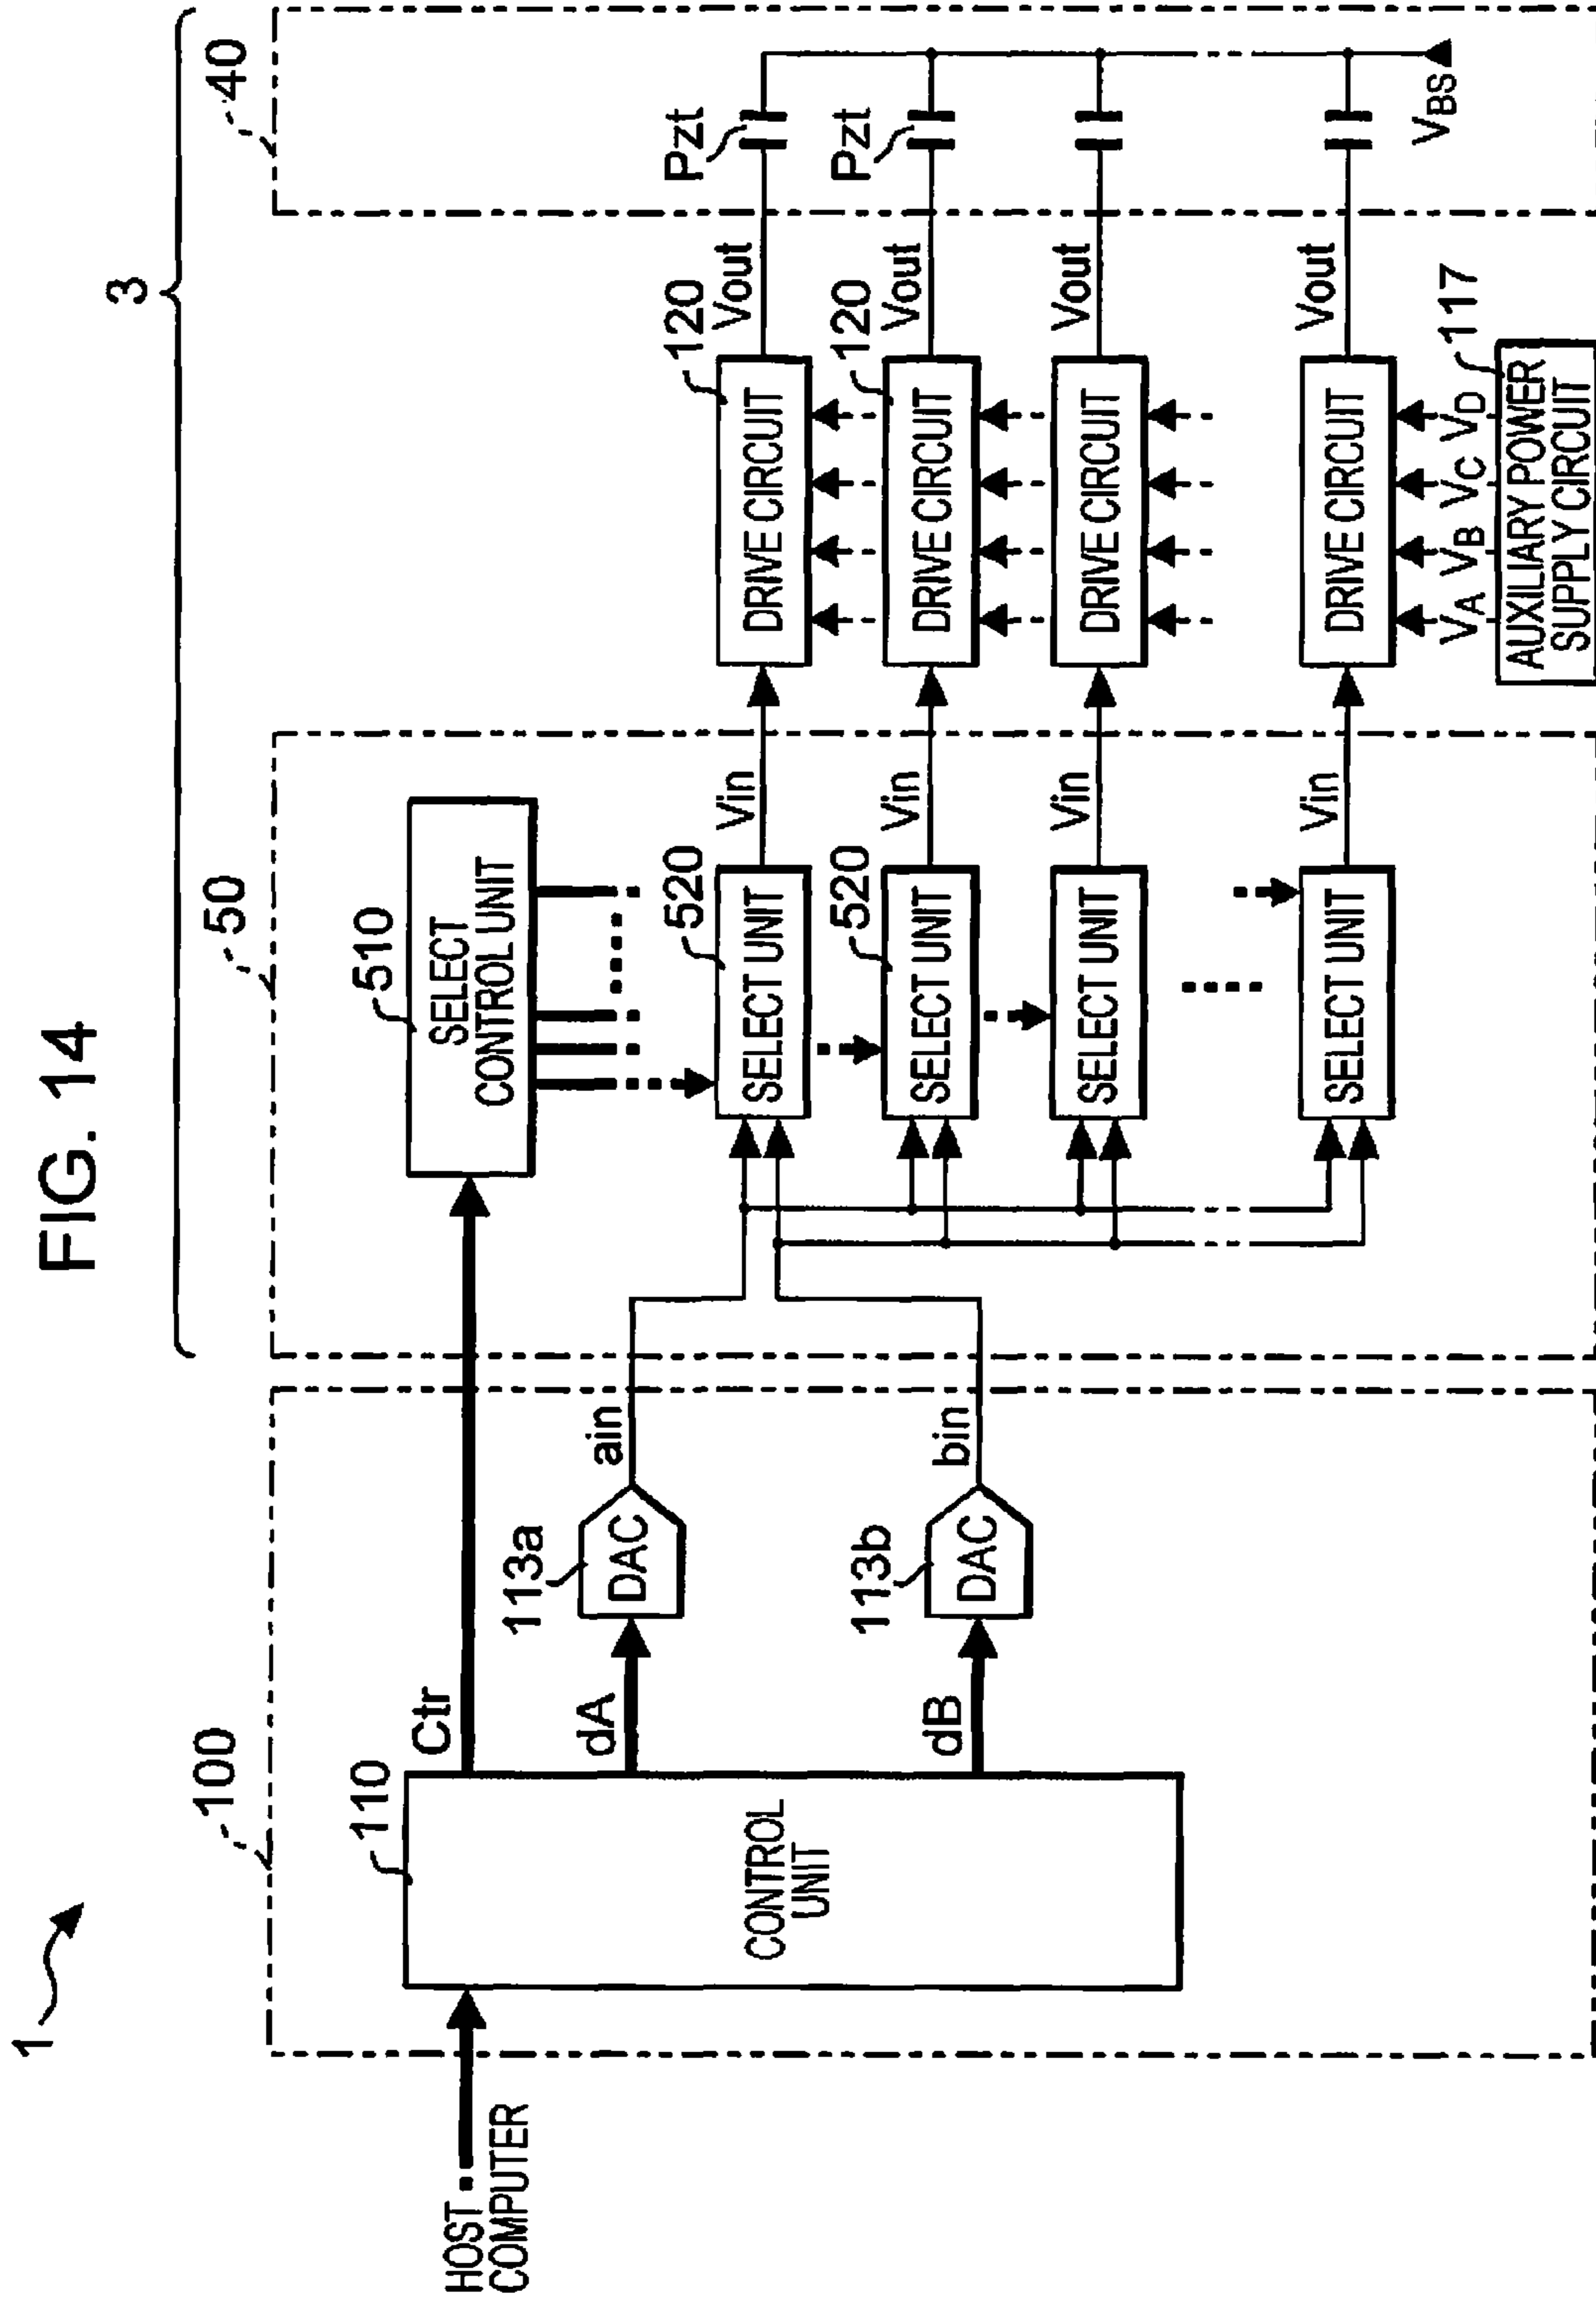 FIG. 14
1
3
100
50
40
HOST
COMPUTER
110
CONTROL
UNIT
Ctr
dA
dB
113a
DAC
113b
DAC
ain
bin
510
SELECT
CONTROL UNIT
520
SELECT UNIT
Vin
120
DRIVE CIRCUIT
Vout
Pzt
520
SELECT UNIT
Vin
120
DRIVE CIRCUIT
Vout
Pzt
SELECT UNIT
Vin
DRIVE CIRCUIT
Vout
SELECT UNIT
Vin
DRIVE CIRCUIT
Vout
VBS
VA VB VC VD
117
AUXILIARY POWER
SUPPLY CIRCUIT